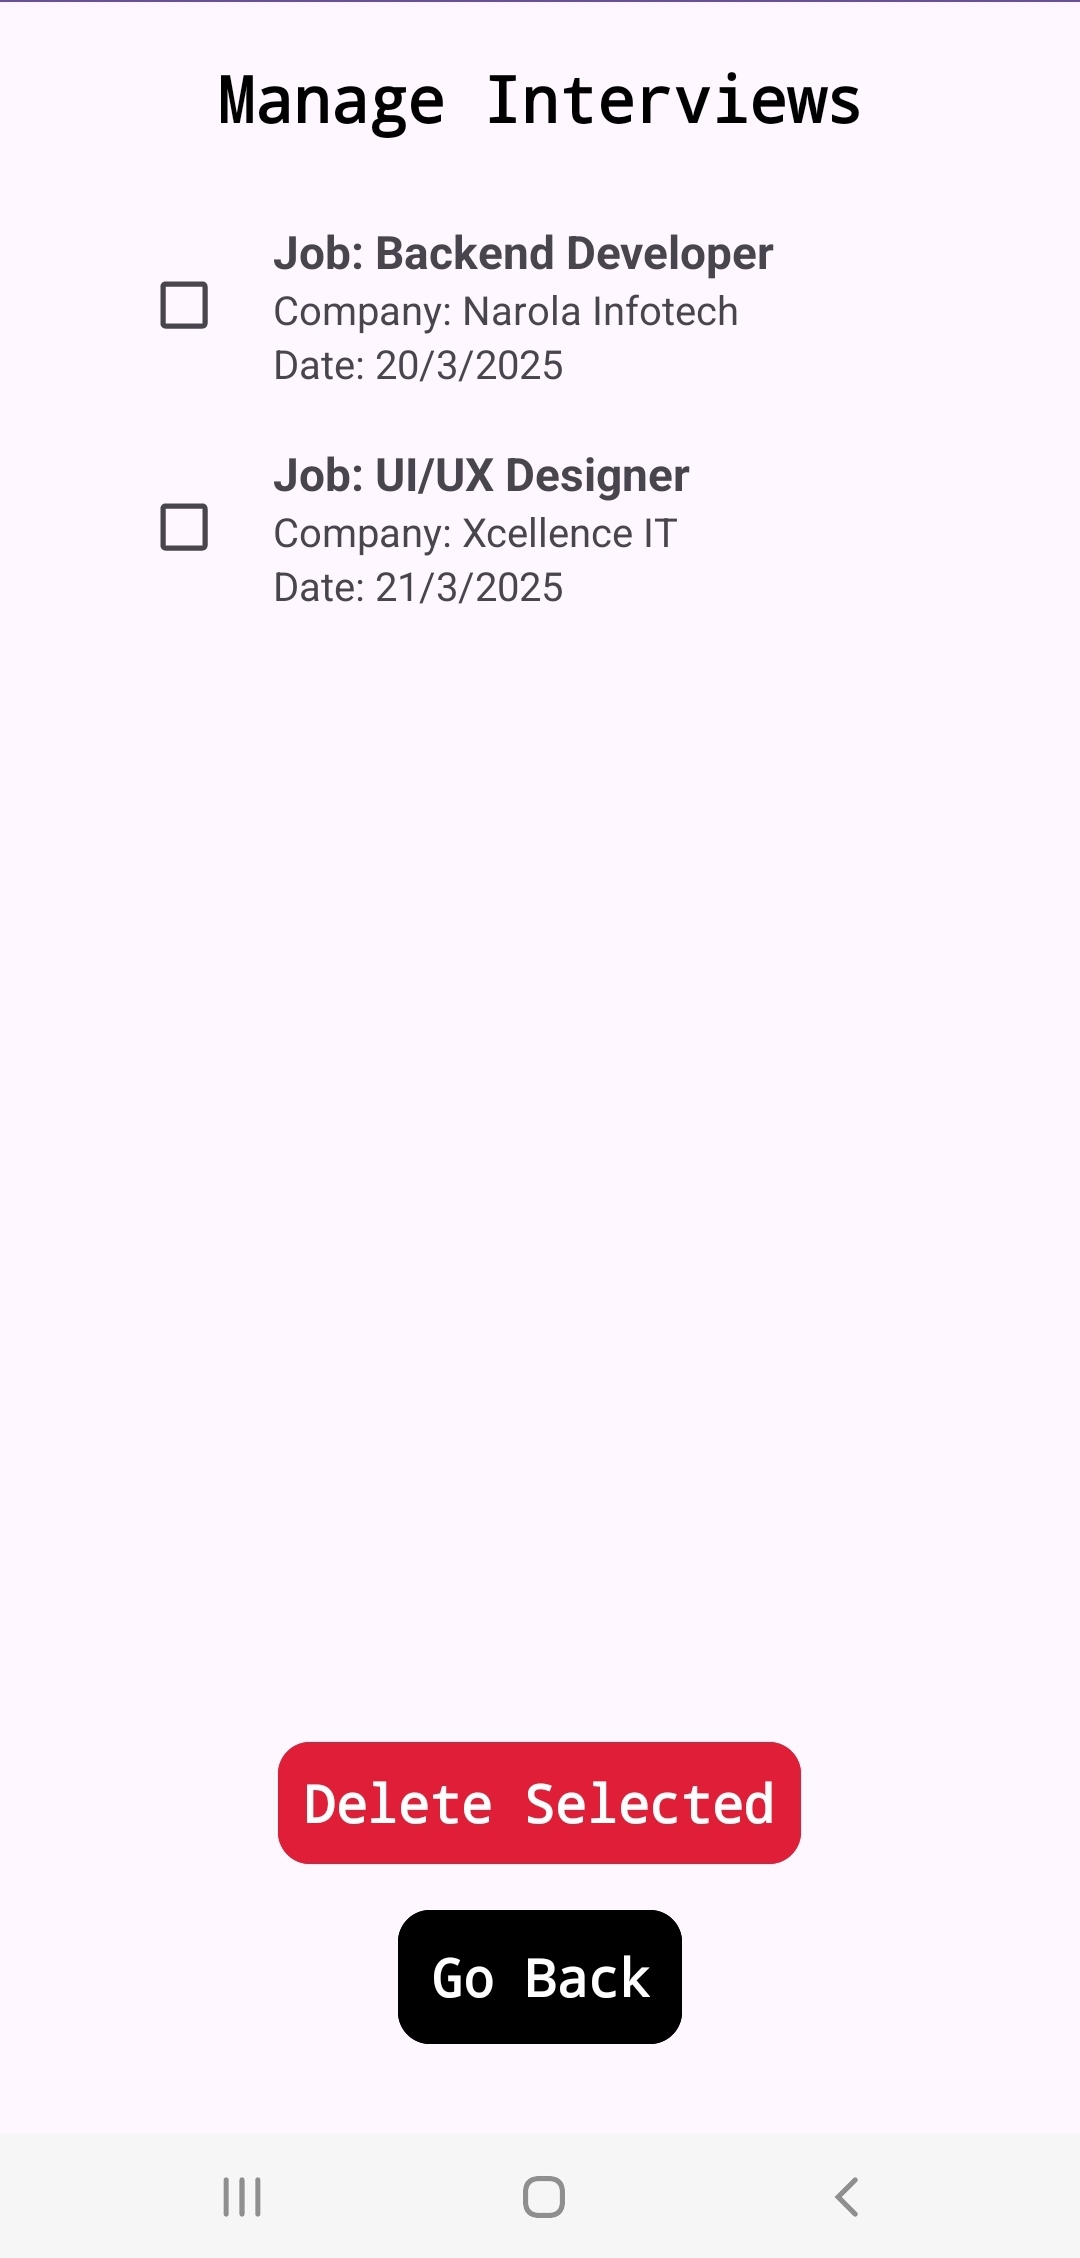 Manage Interviews
Job: Backend Developer
Company: Narola Infotech
Date: 20/3/2025
Job: UI/UX Designer
Company: Xcellence IT
Date: 21/3/2025
Delete Selected
Go Back